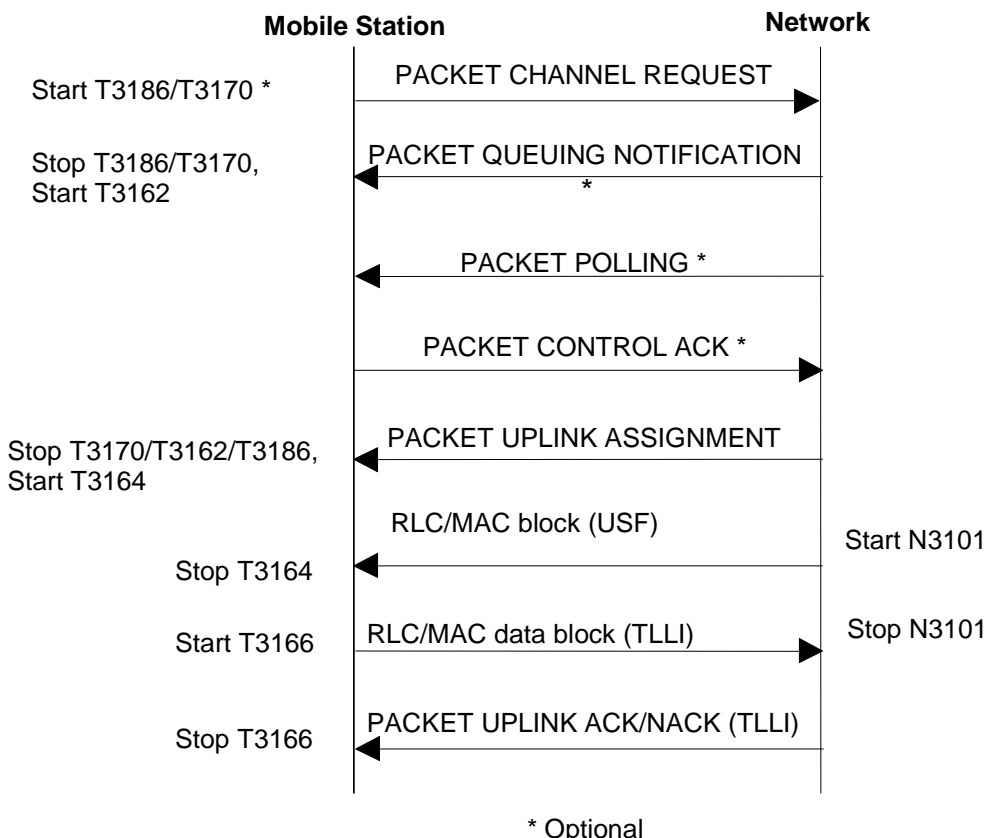 Mobile Station
Network
Start T3186/T3170 *
PACKET CHANNEL REQUEST
Stop T3186/T3170,
Start T3162
PACKET QUEUING NOTIFICATION
*
PACKET POLLING *
PACKET CONTROL ACK *
Stop T3170/T3162/T3186,
Start T3164
PACKET UPLINK ASSIGNMENT
RLC/MAC block (USF)
Start N3101
Stop T3164
Start T3166
RLC/MAC data block (TLLI)
Stop N3101
PACKET UPLINK ACK/NACK (TLLI)
Stop T3166
* Optional